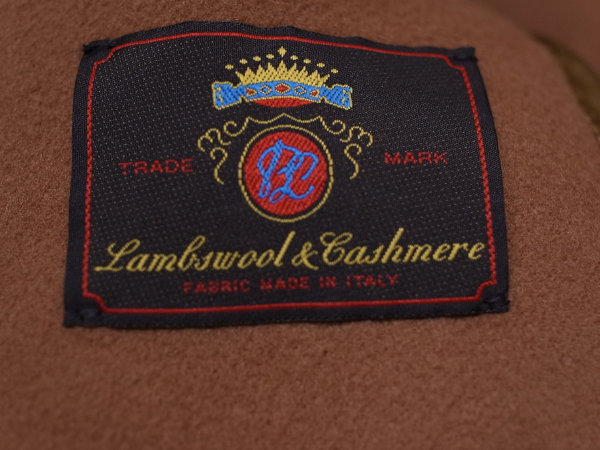 TRADE MARK
Lambswool & Cashmere
FABRIC MADE IN ITALY